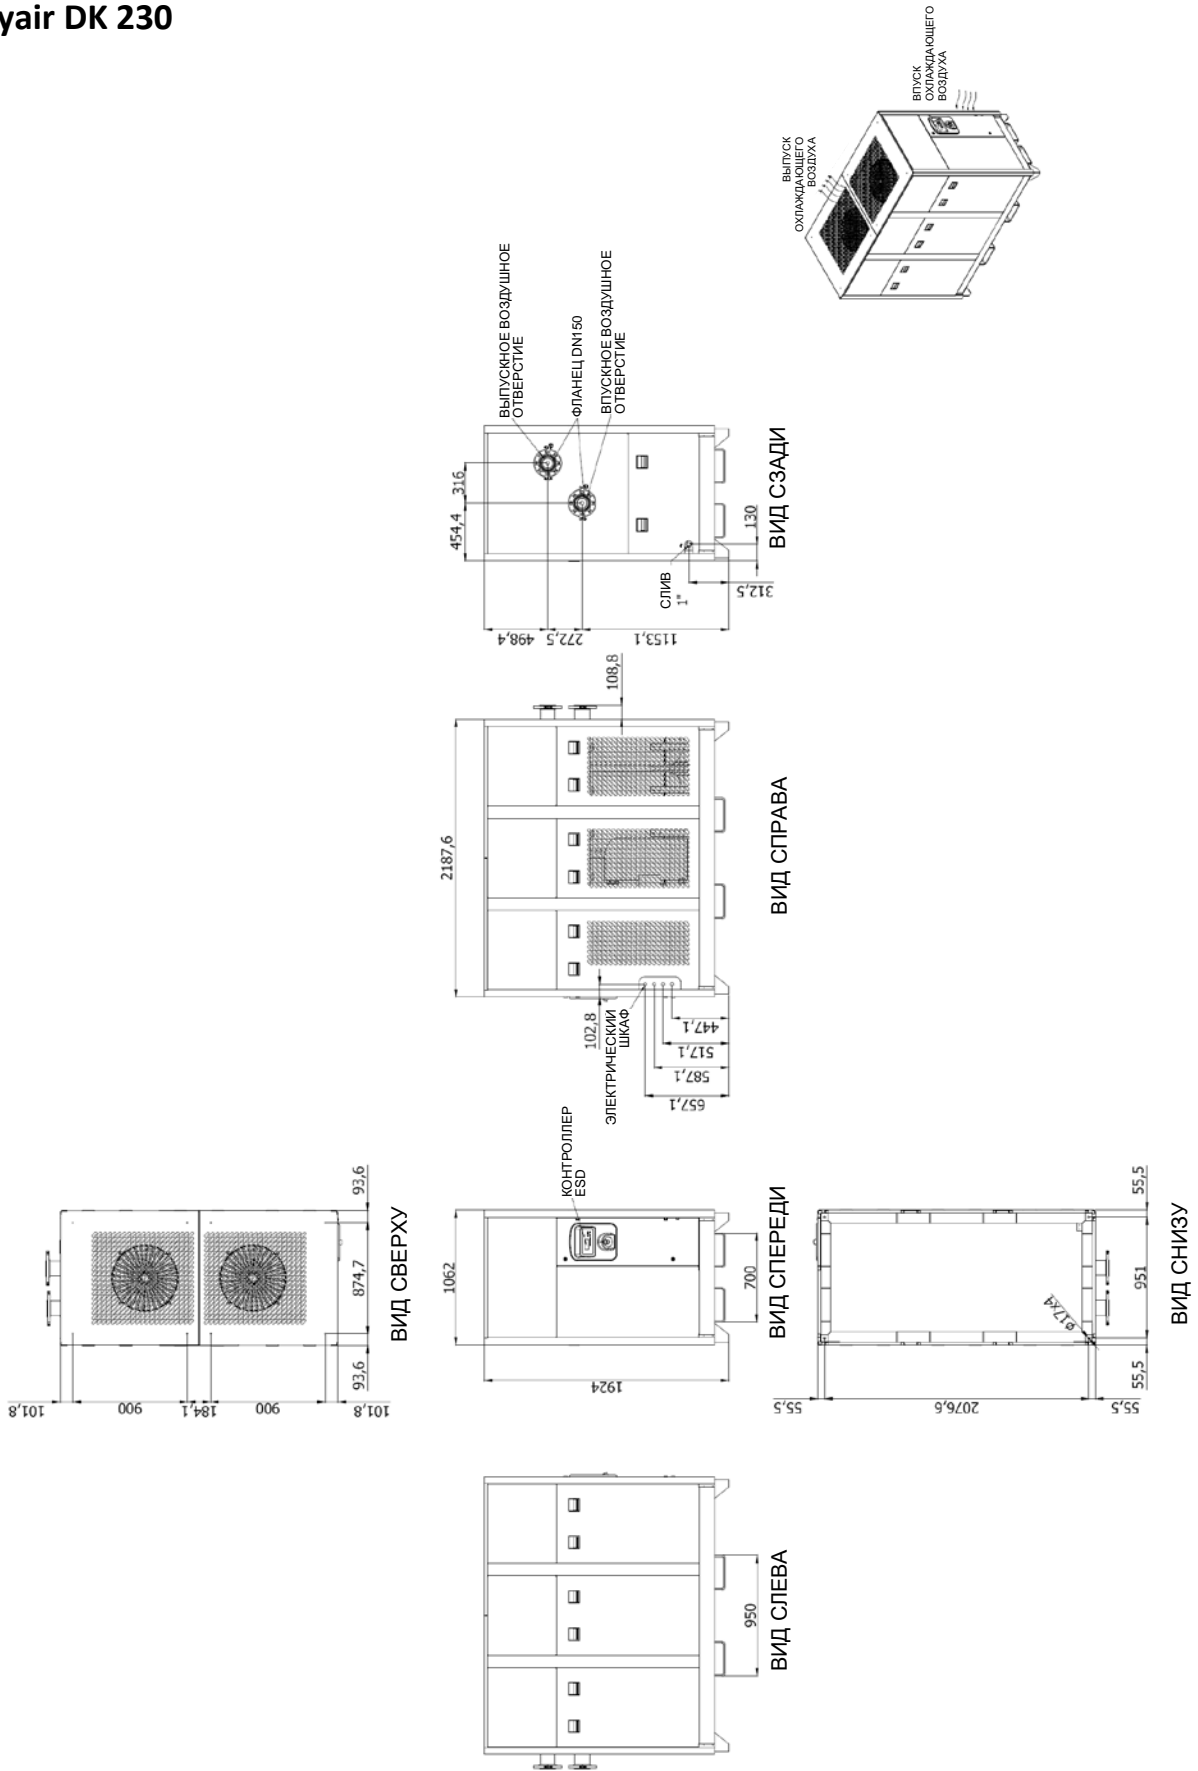 yair DK 230
ВПУСК
ОХЛАЖДАЮЩЕГО
ВОЗДУХА
ВЫПУСК
ОХЛАЖДАЮЩЕГО
ВОЗДУХА
ВЫПУСКНОЕ ВОЗДУШНОЕ
ОТВЕРСТИЕ
ФЛАНЕЦ DN150
ВПУСКНОЕ ВОЗДУШНОЕ
ОТВЕРСТИЕ
316
454,4
498,4
272,5
1153,1
СЛИВ
1"
312,5
130
ВИД СЗАДИ
108,8
2187,6
102,8
ЭЛЕКТРИЧЕСКИЙ
ШКАФ
447,1
517,1
587,1
657,1
ВИД СПРАВА
93,6
874,7
93,6
101,8
900
184,1
900
101,8
ВИД СВЕРХУ
КОНТРОЛЛЕР
ESD
1062
700
1924
ВИД СПЕРЕДИ
55,5
951
55,5
Ø17x4
55,5
2076,6
55,5
ВИД СНИЗУ
950
ВИД СЛЕВА